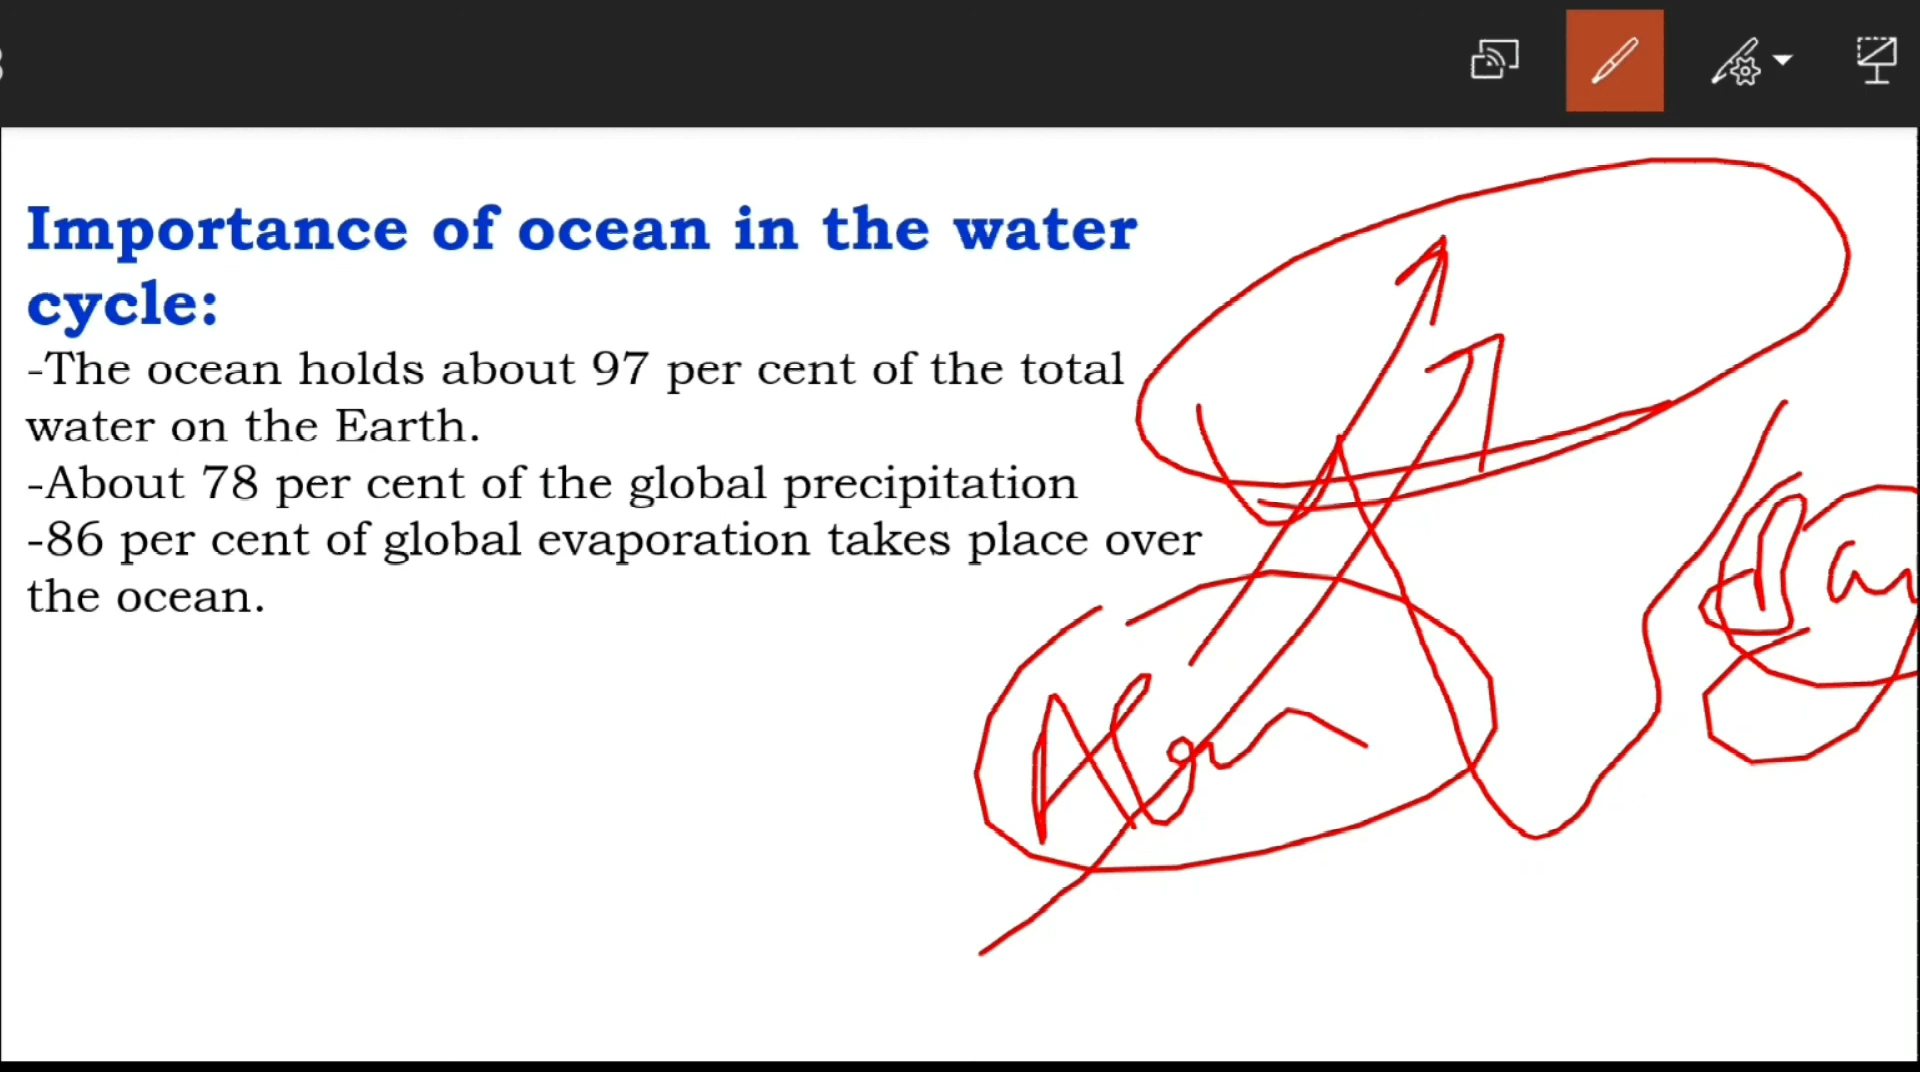 Importance of ocean in the water
cycle:
-The ocean holds about 97 per cent of the total
water on the Earth.
-About 78 per cent of the global precipitation
-86 per cent of global evaporation takes place over
the ocean.